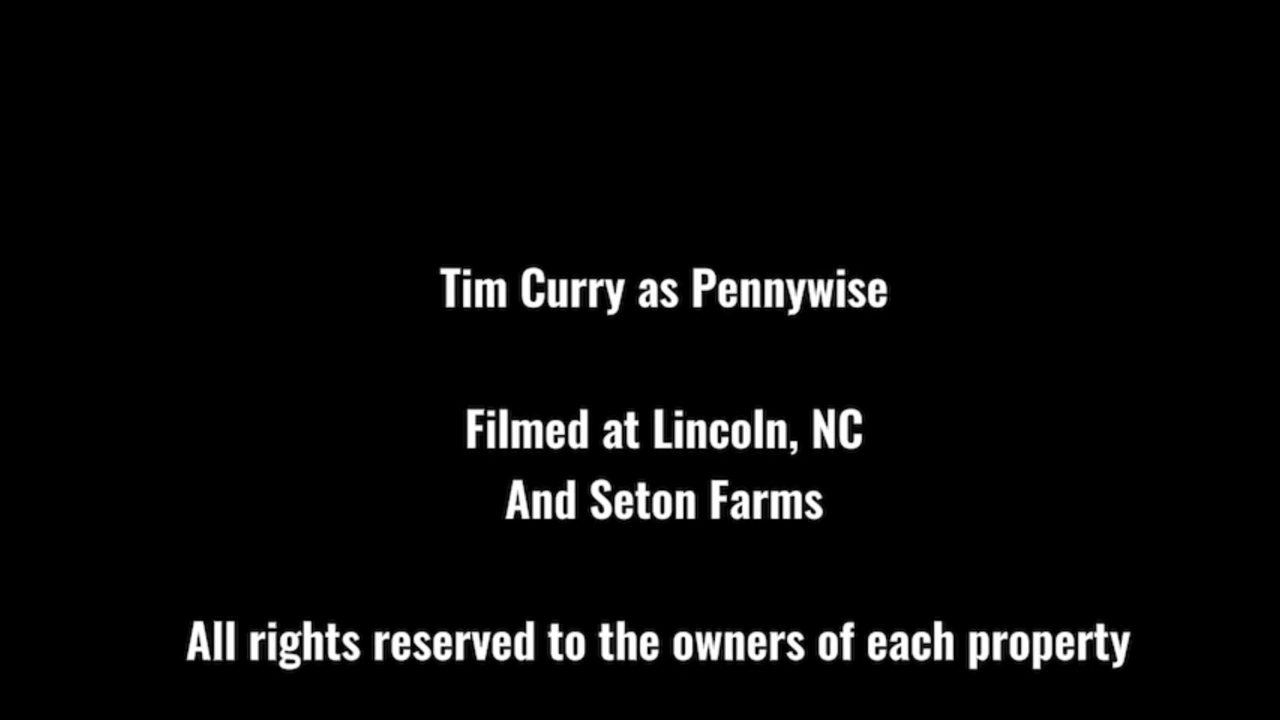 Tim Curry as Pennywise
Filmed at Lincoln, NC
And Seton Farms
All rights reserved to the owners of each property